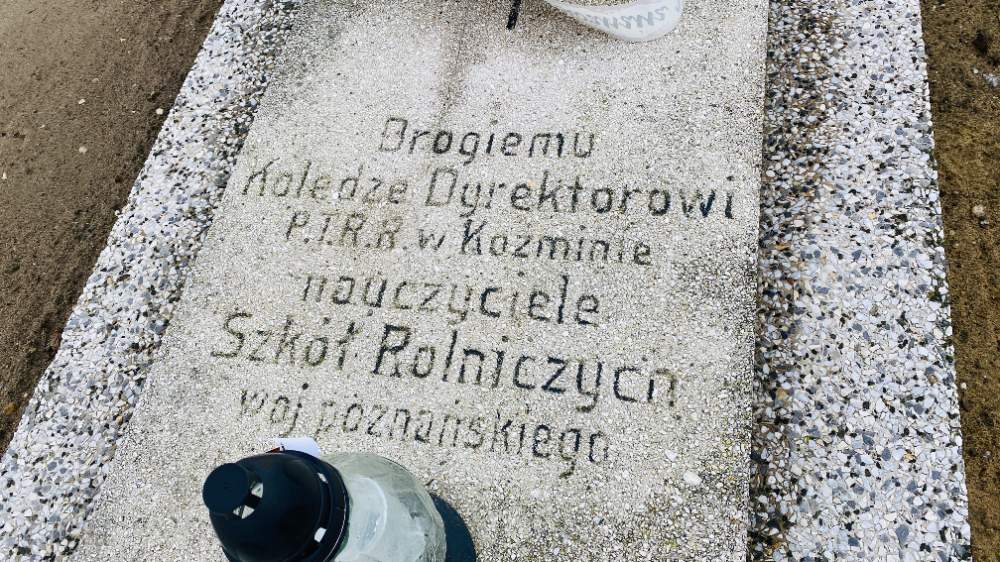 Drogiemu
Koledze Dyrektorowi
P.T.R.R. w Koźminie
nauczyciele
Szkół Rolniczych
woj poznańskiego